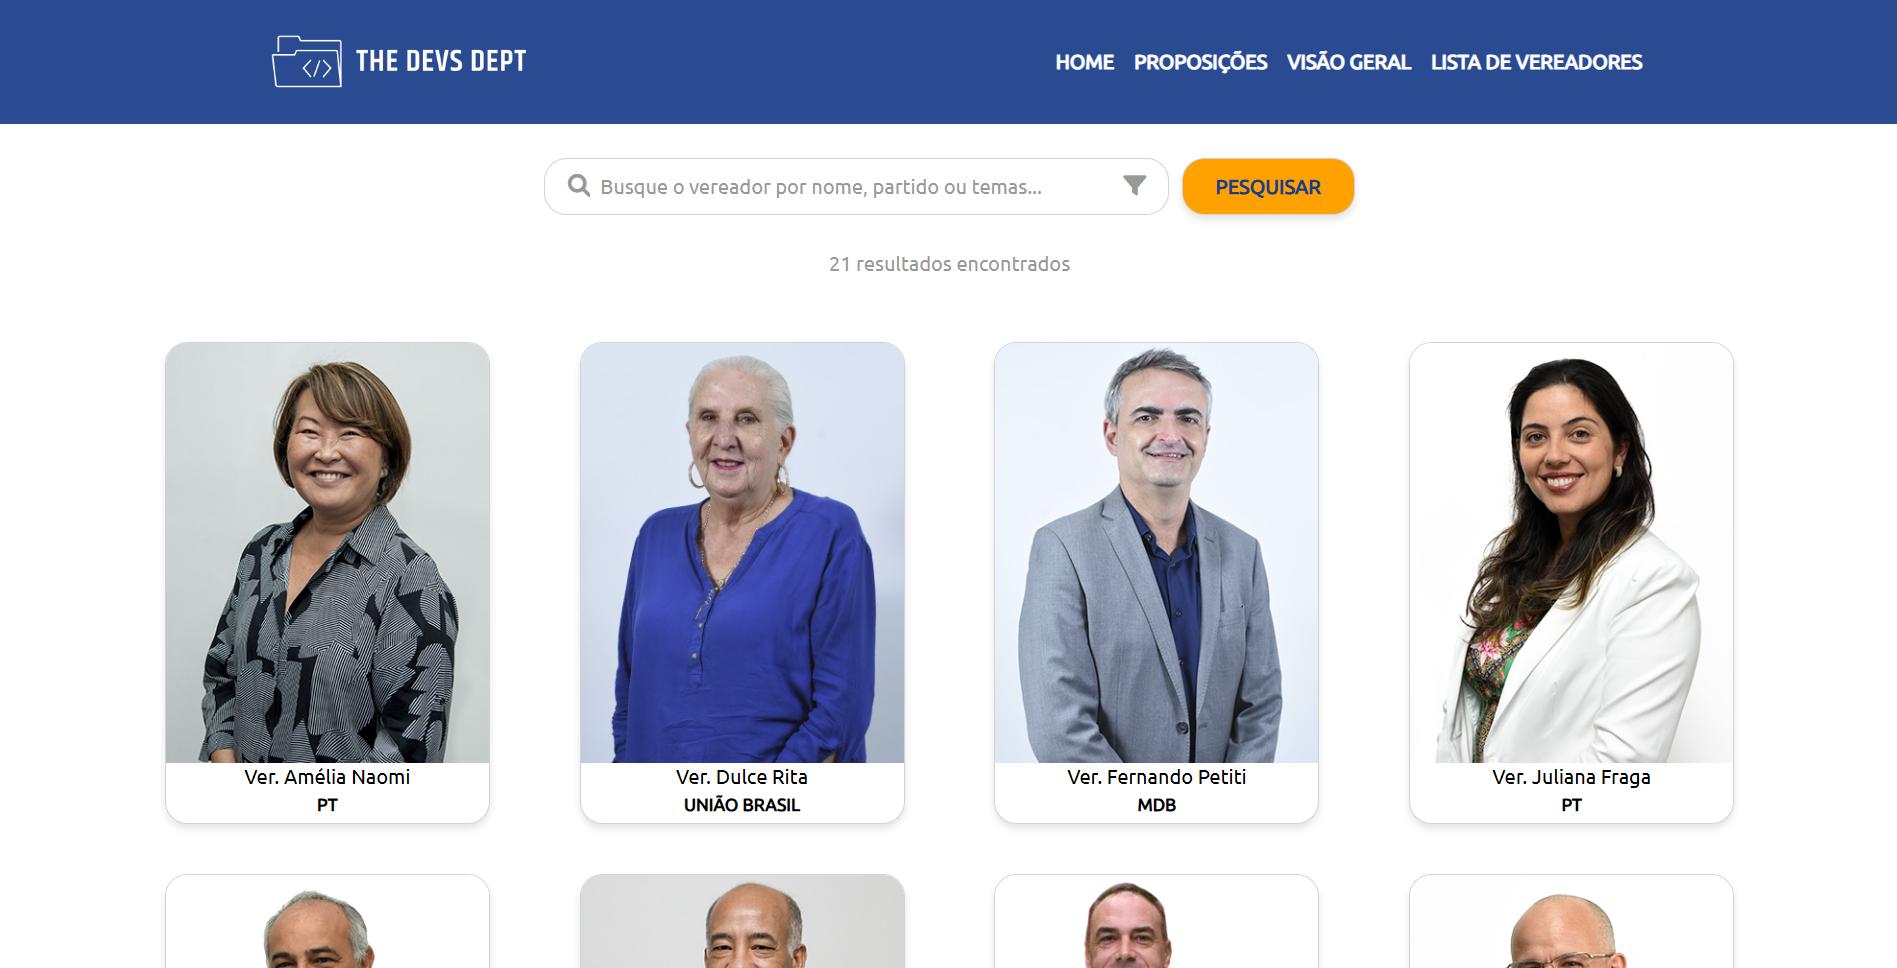 </> THE DEVS DEPT
HOME PROPOSIÇÕES VISÃO GERAL LISTA DE VEREADORES
Busque o vereador por nome, partido ou temas...
PESQUISAR
21 resultados encontrados
Ver. Amélia Naomi
PT
Ver. Dulce Rita
UNIÃO BRASIL
Ver. Fernando Petiti
MDB
Ver. Juliana Fraga
PT